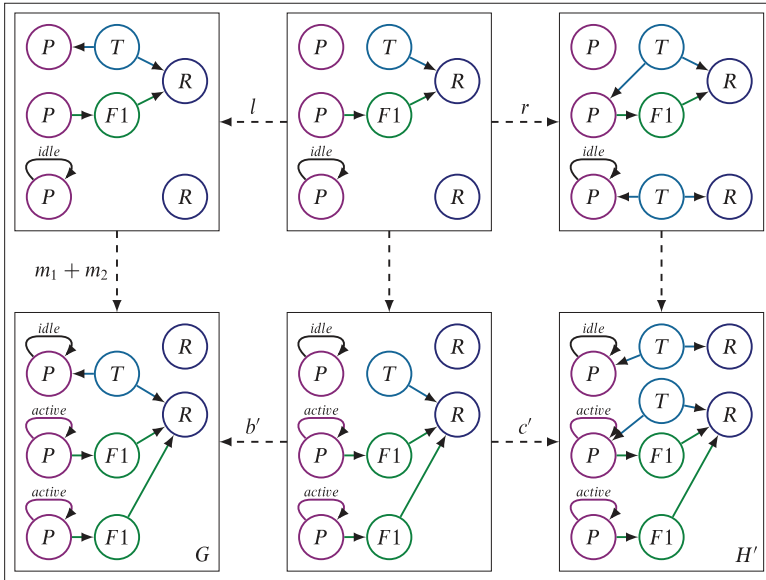 P T R
P F1
idle
P R
l
P T R
P F1
idle
P R
r
P T R
P F1
idle
P T R
m₁ + m₂
idle
P T R
R
active
P F1
active
P F1
G
b′
idle
P T R
R
active
P F1
active
P F1
c′
idle
P T R
T R
active
P F1
active
P F1
H′